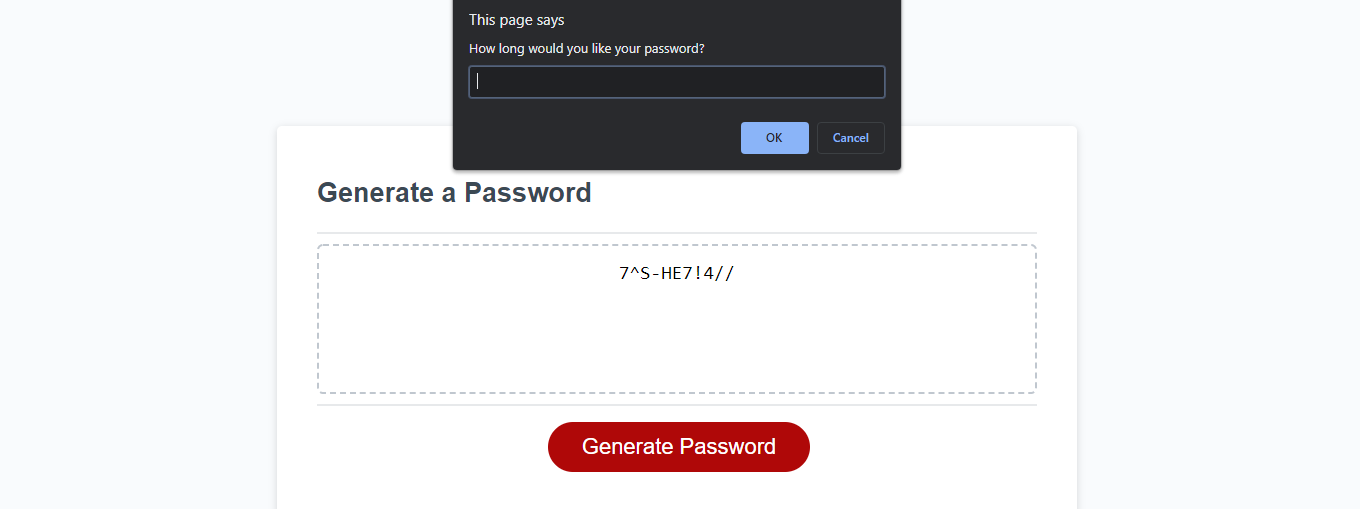 This page says
How long would you like your password?
OK
Cancel
Generate a Password
7^S-HE7!4//
Generate Password